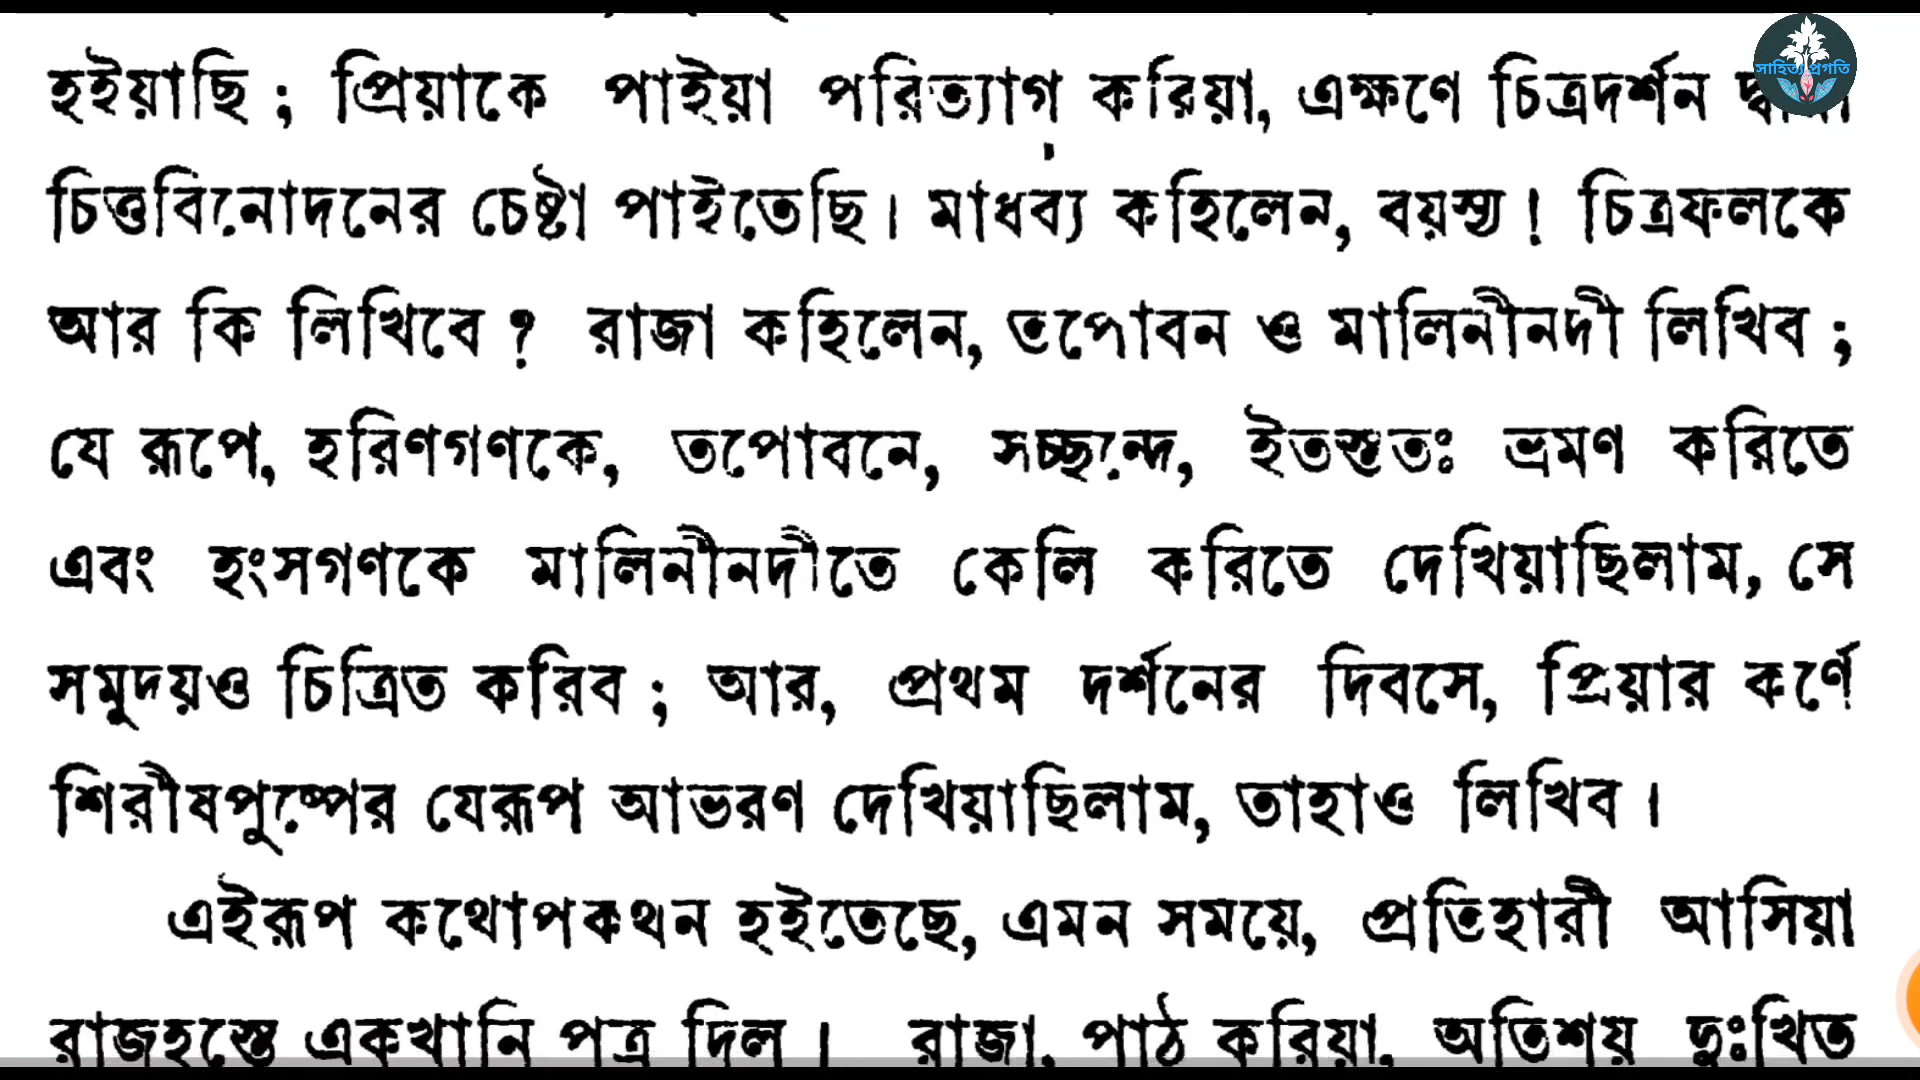 হইয়াছি ; প্রিয়াকে পাইয়া পরিত্যাগ করিয়া, এক্ষণে চিত্রদর্শন
সাহিত্য প্রগতি
চিত্তবিনোদনের চেষ্টা পাইতেছি। মাধব্য কহিলেন, বয়স্য ! চিত্রফলকে
আর কি লিখিবে ? রাজা কহিলেন, তপোবন ও মালিনীনদী লিখিব ;
যে রূপে, হরিণগণকে, তপোবনে, সচ্ছন্দে, ইতস্ততঃ ভ্রমণ করিতে
এবং হংসগণকে মালিনীনদীতে কেলি করিতে দেখিয়াছিলাম, সে
সমুদয়ও চিত্রিত করিব ; আর, প্রথম দর্শনের দিবসে, প্রিয়ার কর্ণে
শিরীষপুষ্পের যেরূপ আভরণ দেখিয়াছিলাম, তাহাও লিখিব।
এইরূপ কথোপকথন হইতেছে, এমন সময়ে, প্রতিহারী আসিয়া
রাজহস্তে একখানি পত্র দিল। রাজা, পাঠ করিয়া, অতিশয় দুঃখিত